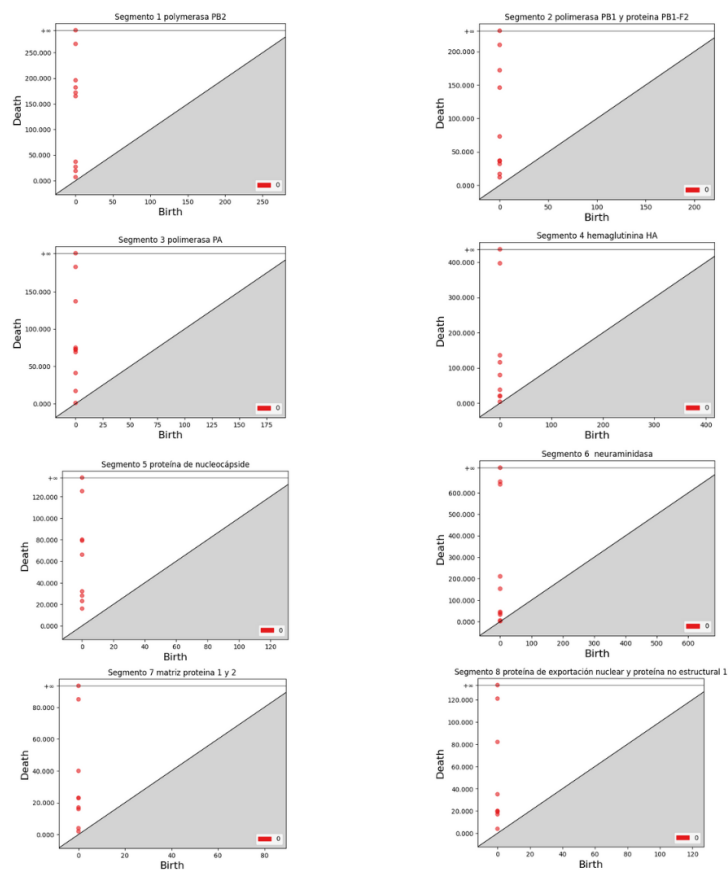 Segmento 1 polymerasa PB2
+∞
250.000
200.000
150.000
100.000
50.000
0.000
Death
0 50 100 150 200 250
Birth
0
Segmento 2 polimerasa PB1 y proteina PB1-F2
+∞
200.000
150.000
100.000
50.000
0.000
Death
0 50 100 150 200
Birth
0
Segmento 3 polimerasa PA
+∞
150.000
100.000
50.000
0.000
Death
0 25 50 75 100 125 150 175
Birth
0
Segmento 4 hemaglutinina HA
+∞
400.000
300.000
200.000
100.000
0.000
Death
0 100 200 300 400
Birth
0
Segmento 5 proteína de nucleocápside
+∞
120.000
100.000
80.000
60.000
40.000
20.000
0.000
Death
0 20 40 60 80 100 120
Birth
0
Segmento 6 neuraminidasa
+∞
600.000
500.000
400.000
300.000
200.000
100.000
0.000
Death
0 100 200 300 400 500 600
Birth
0
Segmento 7 matriz proteina 1 y 2
+∞
80.000
60.000
40.000
20.000
0.000
Death
0 20 40 60 80
Birth
0
Segmento 8 proteína de exportación nuclear y proteína no estructural 1
+∞
120.000
100.000
80.000
60.000
40.000
20.000
0.000
Death
0 20 40 60 80 100 120
Birth
0